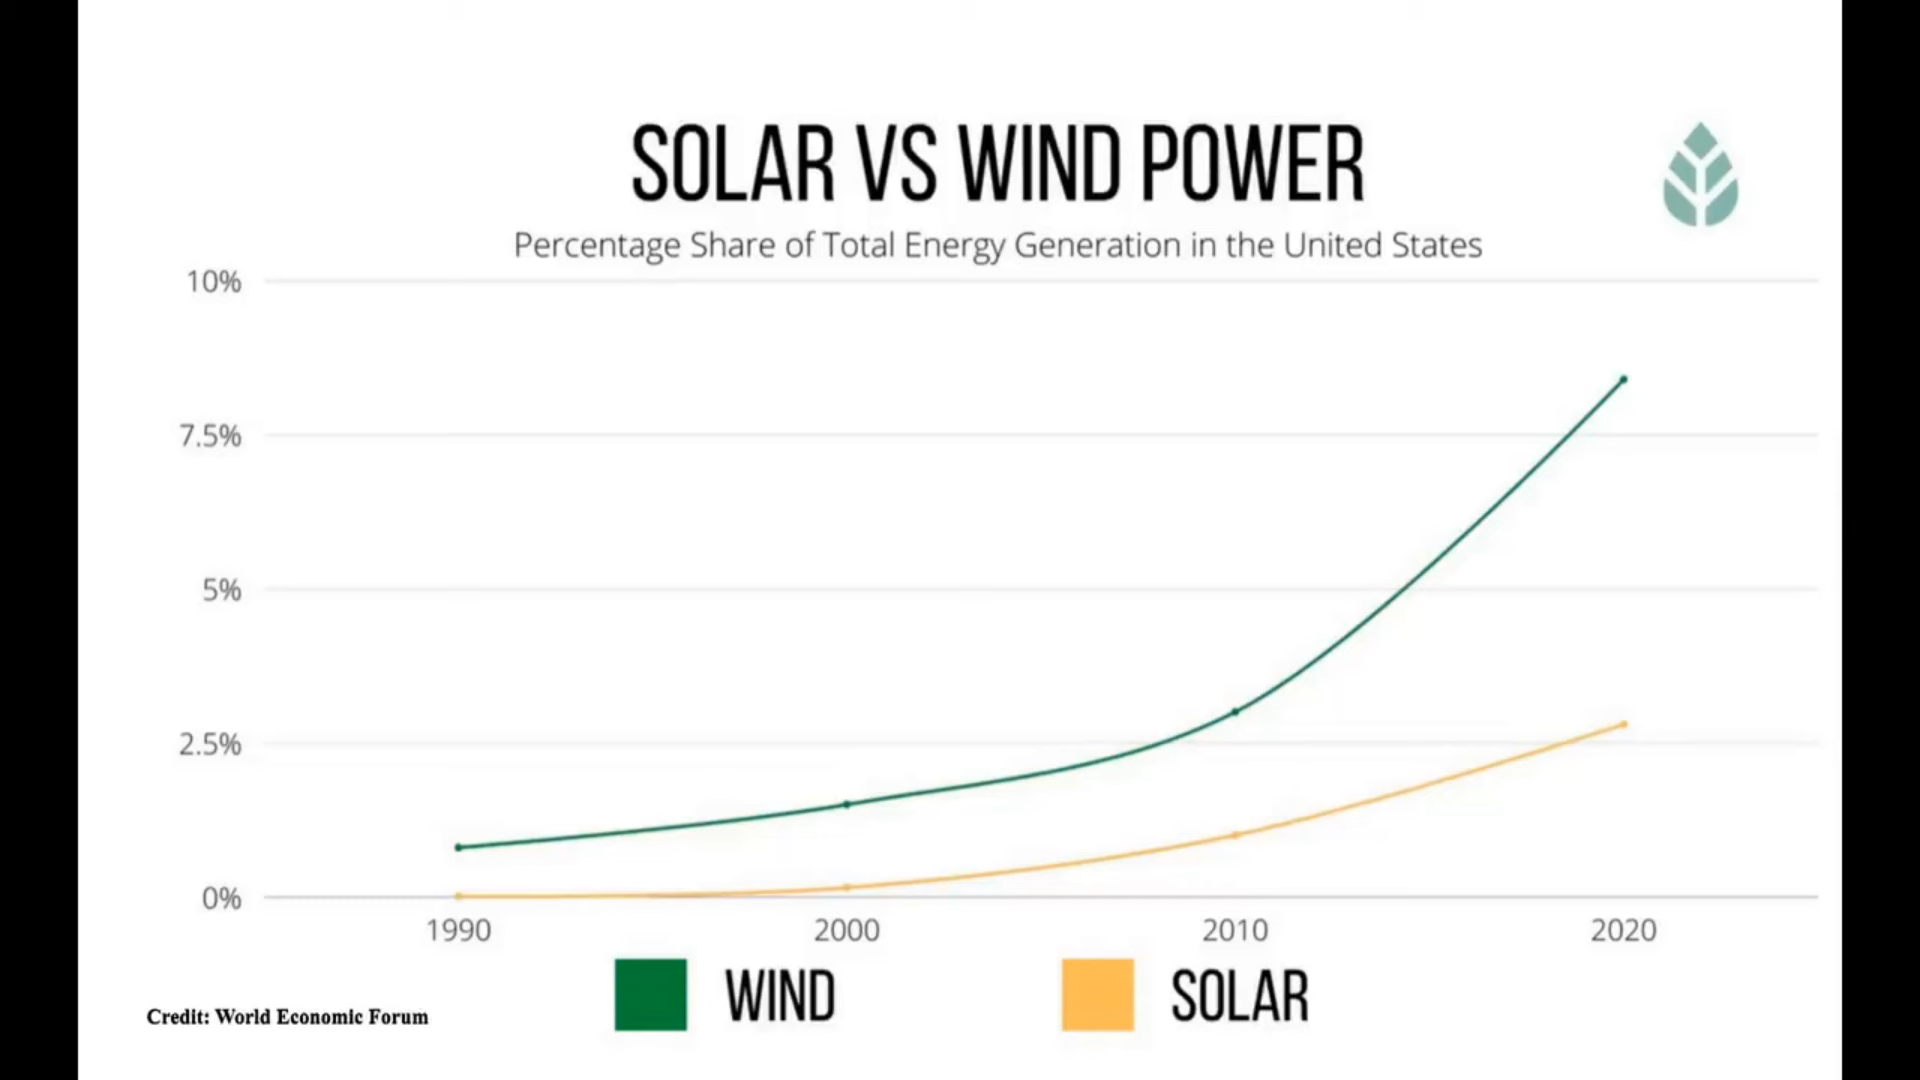 SOLAR VS WIND POWER
Percentage Share of Total Energy Generation in the United States
10%
7.5%
5%
2.5%
0%
1990 2000 2010 2020
WIND SOLAR
Credit: World Economic Forum